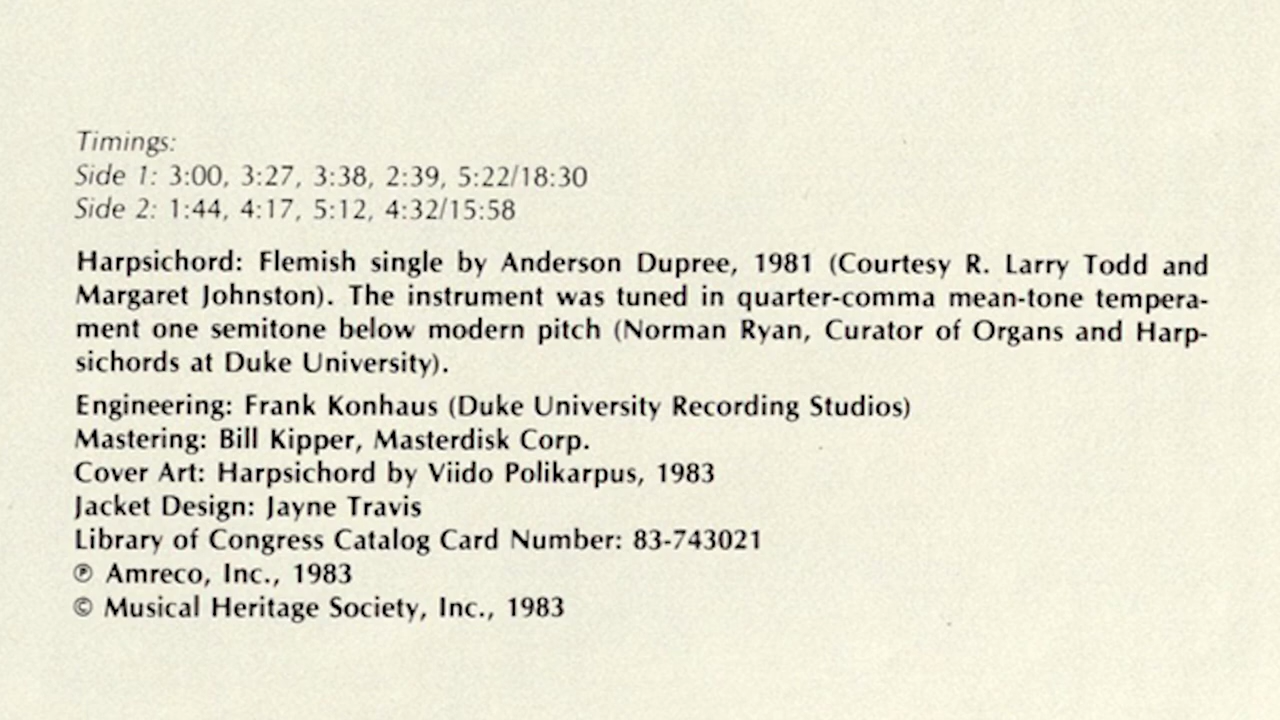 Timings:
Side 1: 3:00, 3:27, 3:38, 2:39, 5:22/18:30
Side 2: 1:44, 4:17, 5:12, 4:32/15:58
Harpsichord: Flemish single by Anderson Dupree, 1981 (Courtesy R. Larry Todd and
Margaret Johnston). The instrument was tuned in quarter-comma mean-tone tempera-
ment one semitone below modern pitch (Norman Ryan, Curator of Organs and Harp-
sichords at Duke University).
Engineering: Frank Konhaus (Duke University Recording Studios)
Mastering: Bill Kipper, Masterdisk Corp.
Cover Art: Harpsichord by Viido Polikarpus, 1983
Jacket Design: Jayne Travis
Library of Congress Catalog Card Number: 83-743021
℗ Amreco, Inc., 1983
© Musical Heritage Society, Inc., 1983